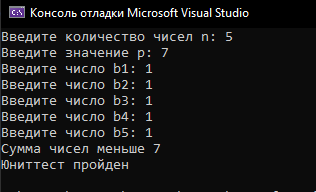 Консоль отладки Microsoft Visual Studio
Введите количество чисел n: 5
Введите значение p: 7
Введите число b1: 1
Введите число b2: 1
Введите число b3: 1
Введите число b4: 1
Введите число b5: 1
Сумма чисел меньше 7
Юниттест пройден